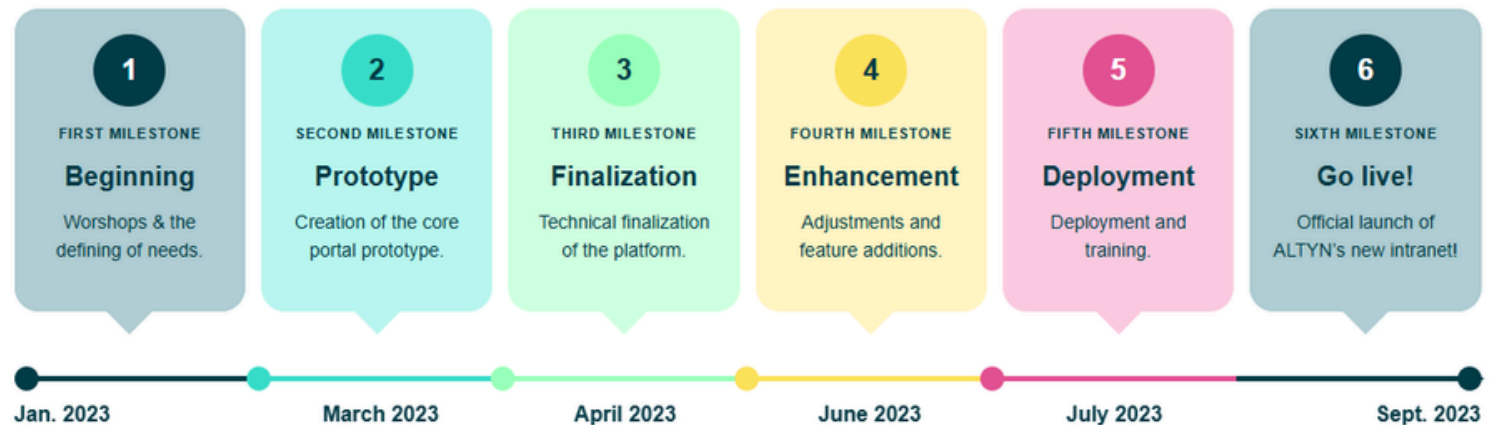 1
FIRST MILESTONE
Beginning
Worshops & the
defining of needs.
2
SECOND MILESTONE
Prototype
Creation of the core
portal prototype.
3
THIRD MILESTONE
Finalization
Technical finalization
of the platform.
4
FOURTH MILESTONE
Enhancement
Adjustments and
feature additions.
5
FIFTH MILESTONE
Deployment
Deployment and
training.
6
SIXTH MILESTONE
Go live!
Official launch of
ALTYN's new intranet!
Jan. 2023
March 2023
April 2023
June 2023
July 2023
Sept. 2023